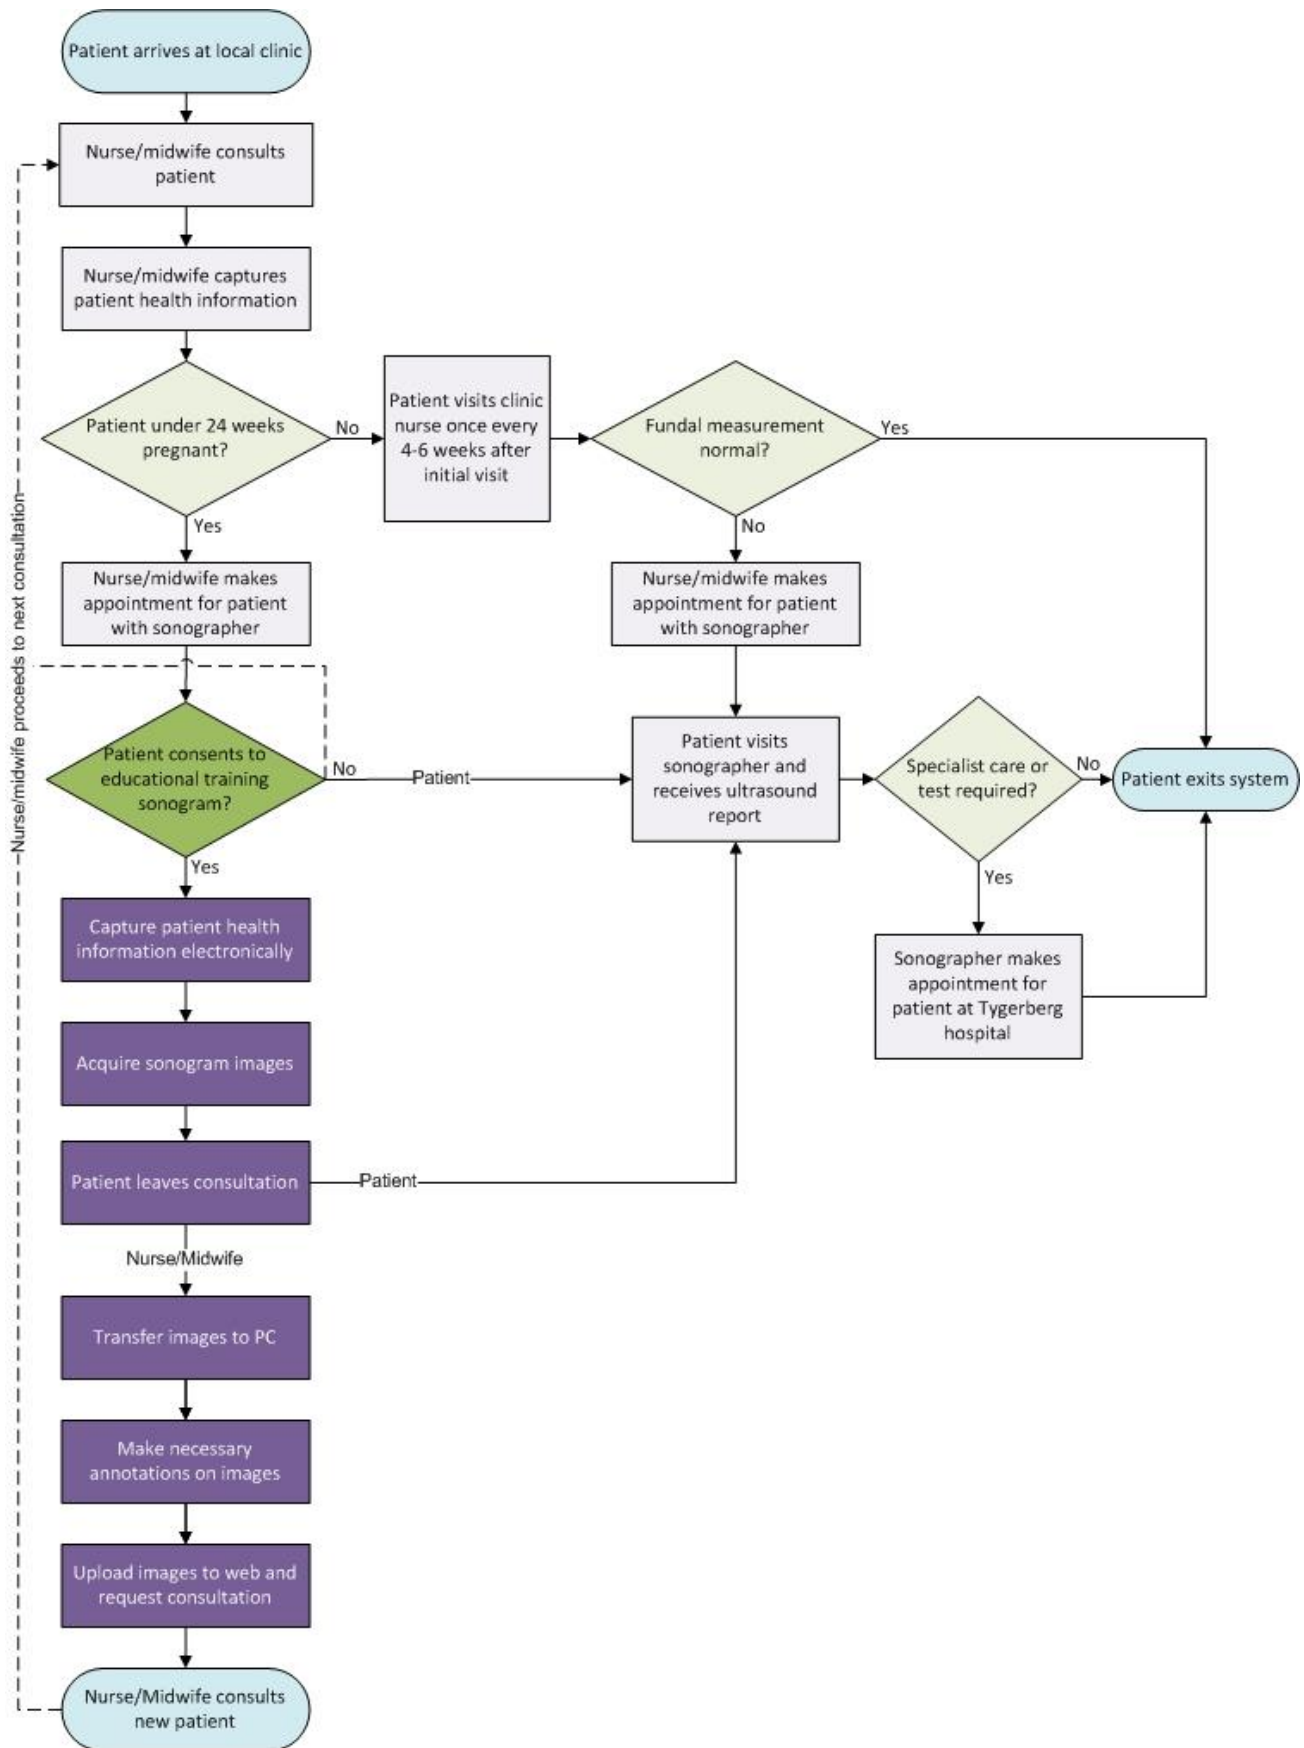 Patient arrives at local clinic
Nurse/midwife consults
patient
Nurse/midwife captures
patient health information
Patient under 24 weeks
pregnant?
No
Patient visits clinic
nurse once every
4-6 weeks after
initial visit
Fundal measurement
normal?
Yes
Yes
No
Nurse/midwife makes
appointment for patient
with sonographer
Nurse/midwife makes
appointment for patient
with sonographer
Nurse/midwife proceeds to next consultation
Patient consents to
educational training
sonogram?
No
Patient
Patient visits
sonographer and
receives ultrasound
report
Specialist care or
test required?
No
Patient exits system
Yes
Yes
Capture patient health
information electronically
Sonographer makes
appointment for
patient at Tygerberg
hospital
Acquire sonogram images
Patient leaves consultation
Patient
Nurse/Midwife
Transfer images to PC
Make necessary
annotations on images
Upload images to web and
request consultation
Nurse/Midwife consults
new patient